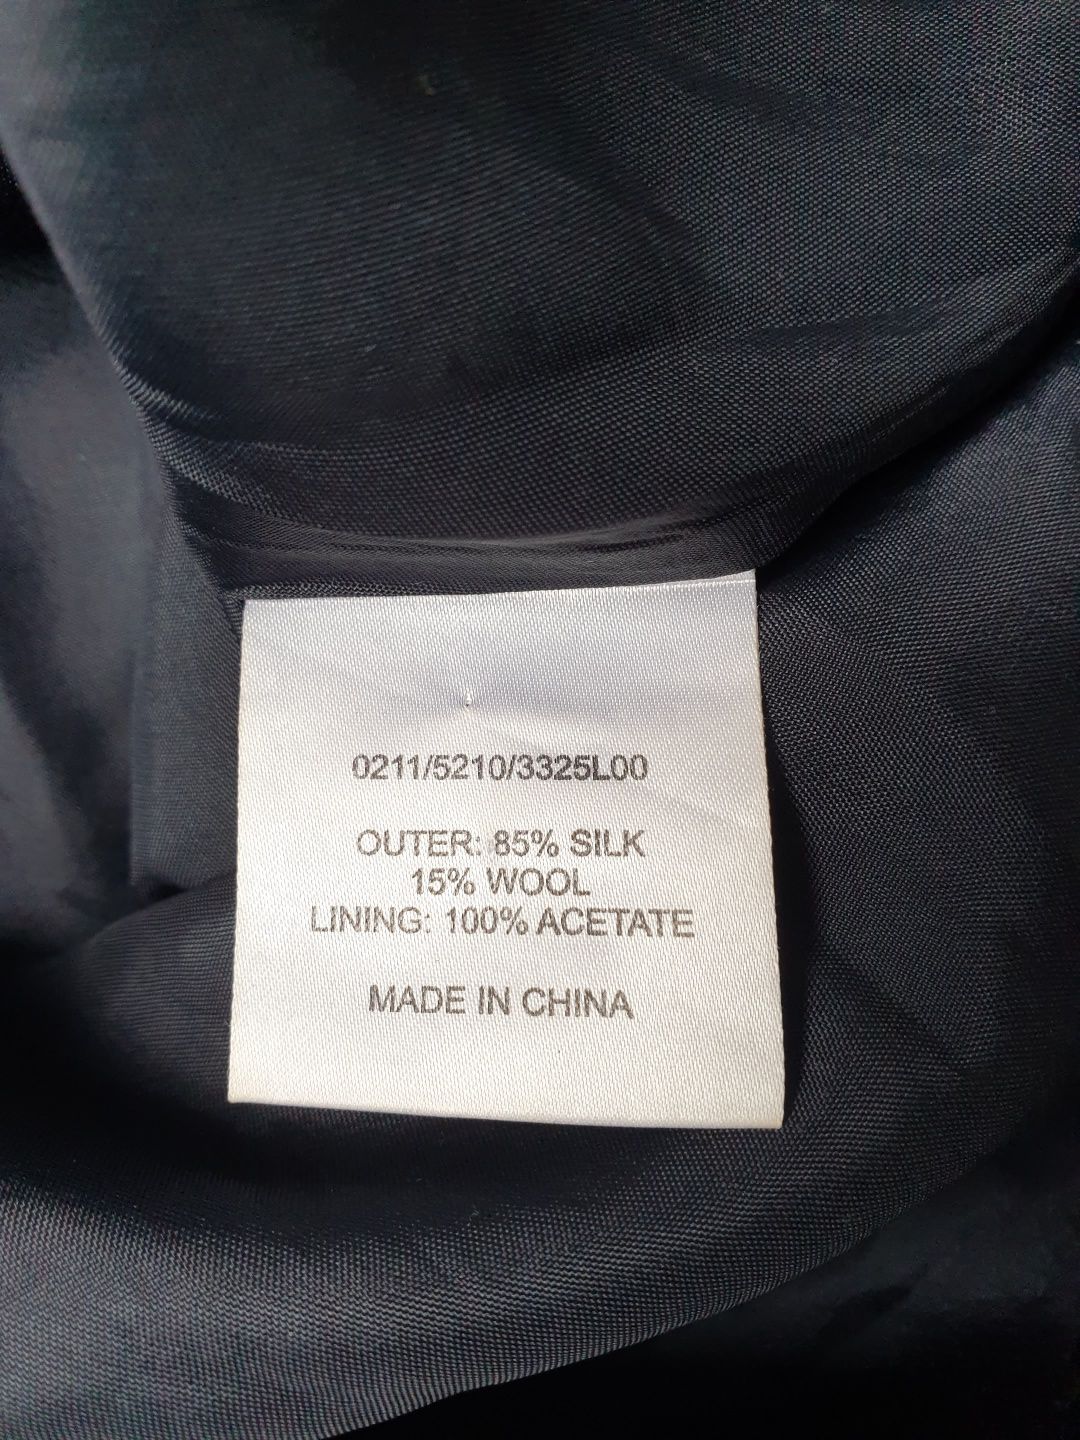 0211/5210/3325L00
OUTER: 85% SILK
15% WOOL
LINING: 100% ACETATE
MADE IN CHINA